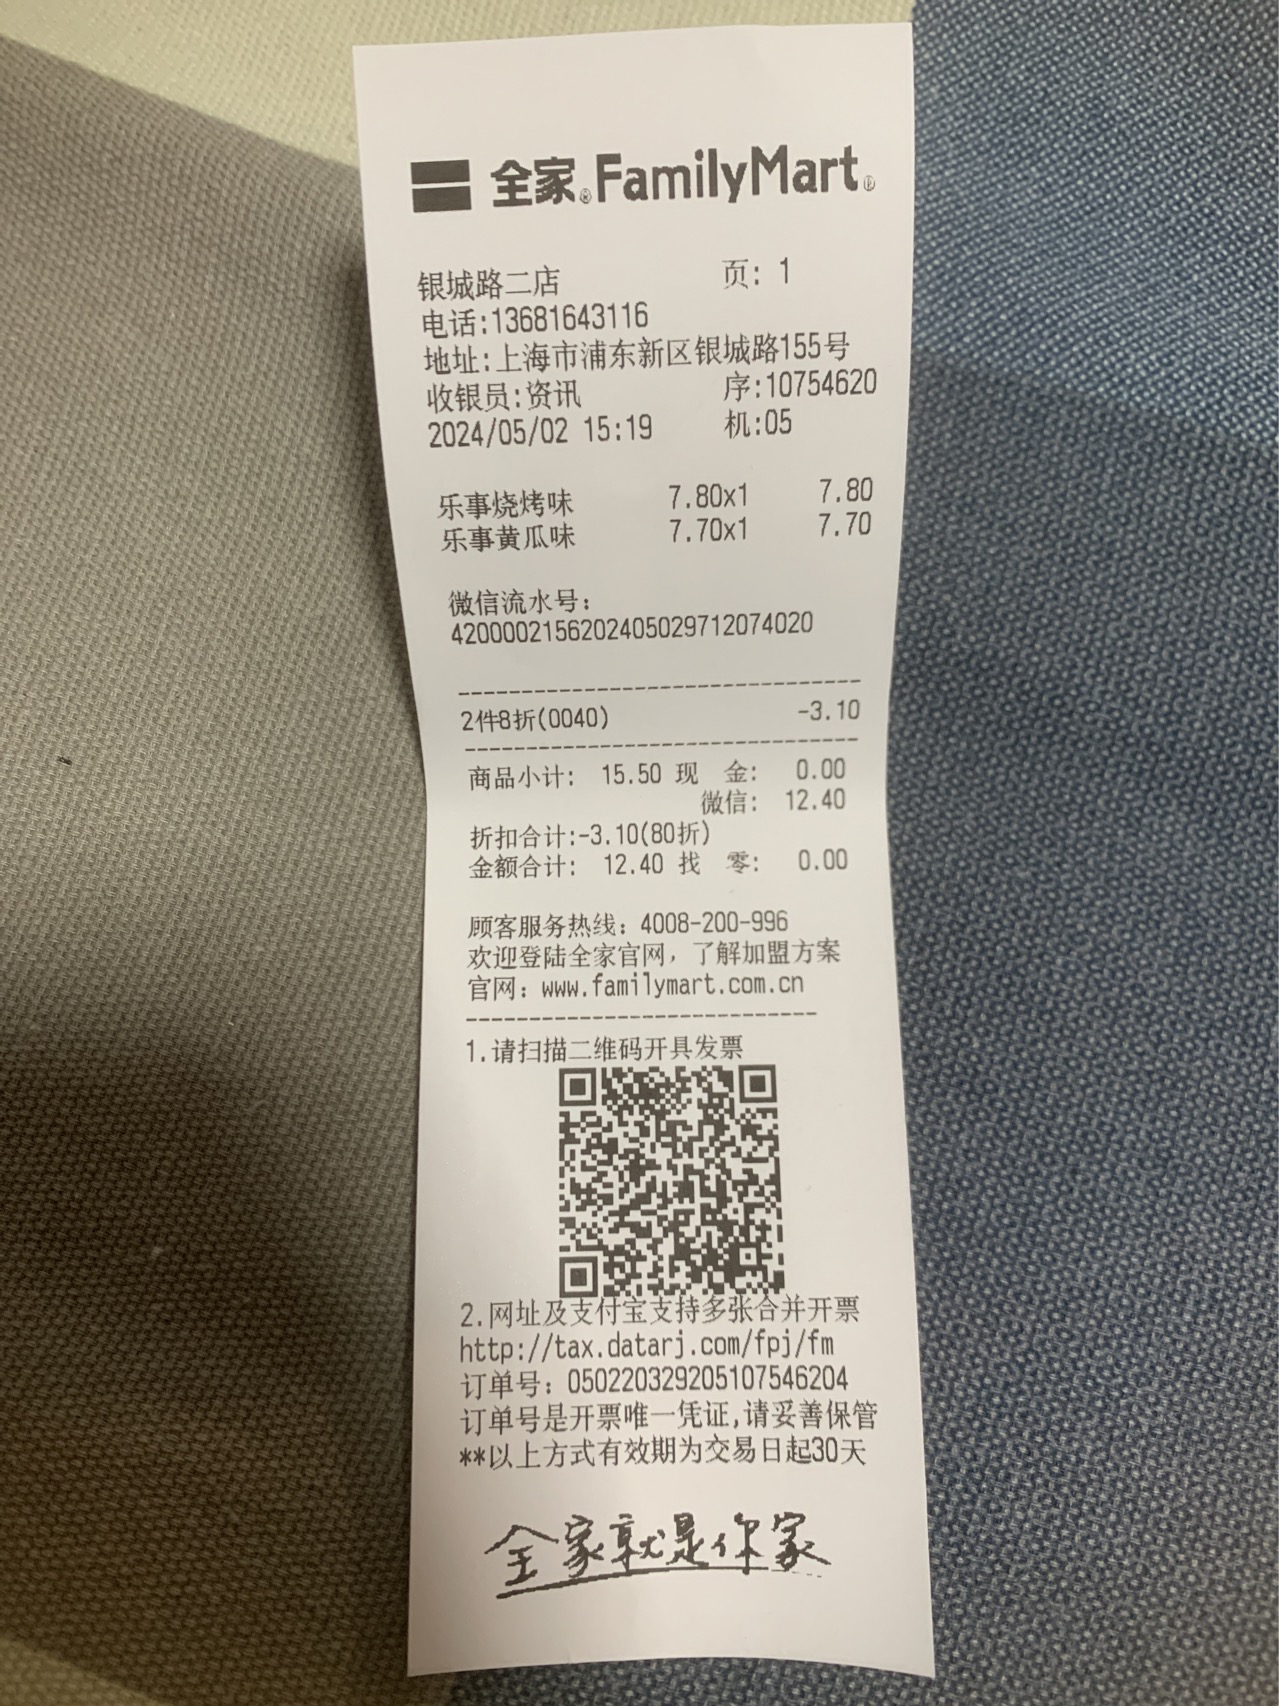 全家® FamilyMart®
银城路二店 页: 1
电话:13681643116
地址:上海市浦东新区银城路155号
收银员:资讯 序:10754620
2024/05/02 15:19 机:05
乐事烧烤味 7.80x1 7.80
乐事黄瓜味 7.70x1 7.70
微信流水号:
4200002156202405029712074020
--------------------------------
2件8折(0040) -3.10
--------------------------------
商品小计: 15.50 现 金: 0.00
微信: 12.40
折扣合计:-3.10(80折)
金额合计: 12.40 找 零: 0.00
顾客服务热线: 4008-200-996
欢迎登陆全家官网, 了解加盟方案
官网: www.familymart.com.cn
----------------------------
1.请扫描二维码开具发票
2.网址及支付宝支持多张合并开票
http://tax.datarj.com/fpj/fm
订单号: 050220329205107546204
订单号是开票唯一凭证,请妥善保管
**以上方式有效期为交易日起30天
全家就是你家